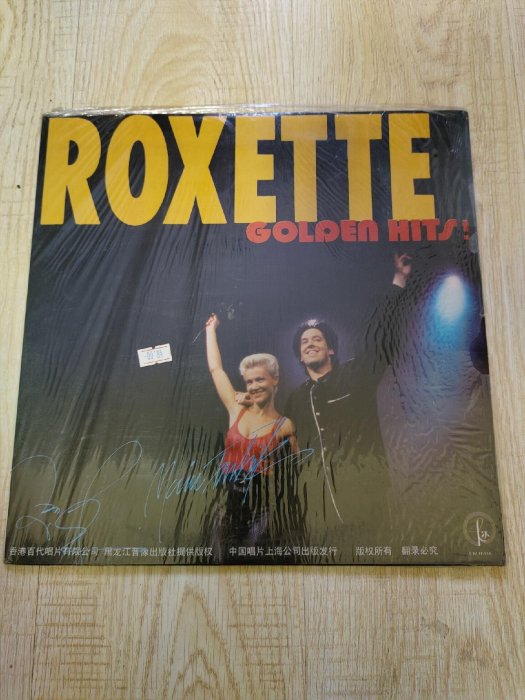 ROXETTE
GOLDEN HITS!
香港百代唱片有限公司 黑龙江音像出版社提供版权 中国唱片上海公司出版发行 版权所有 翻录必究